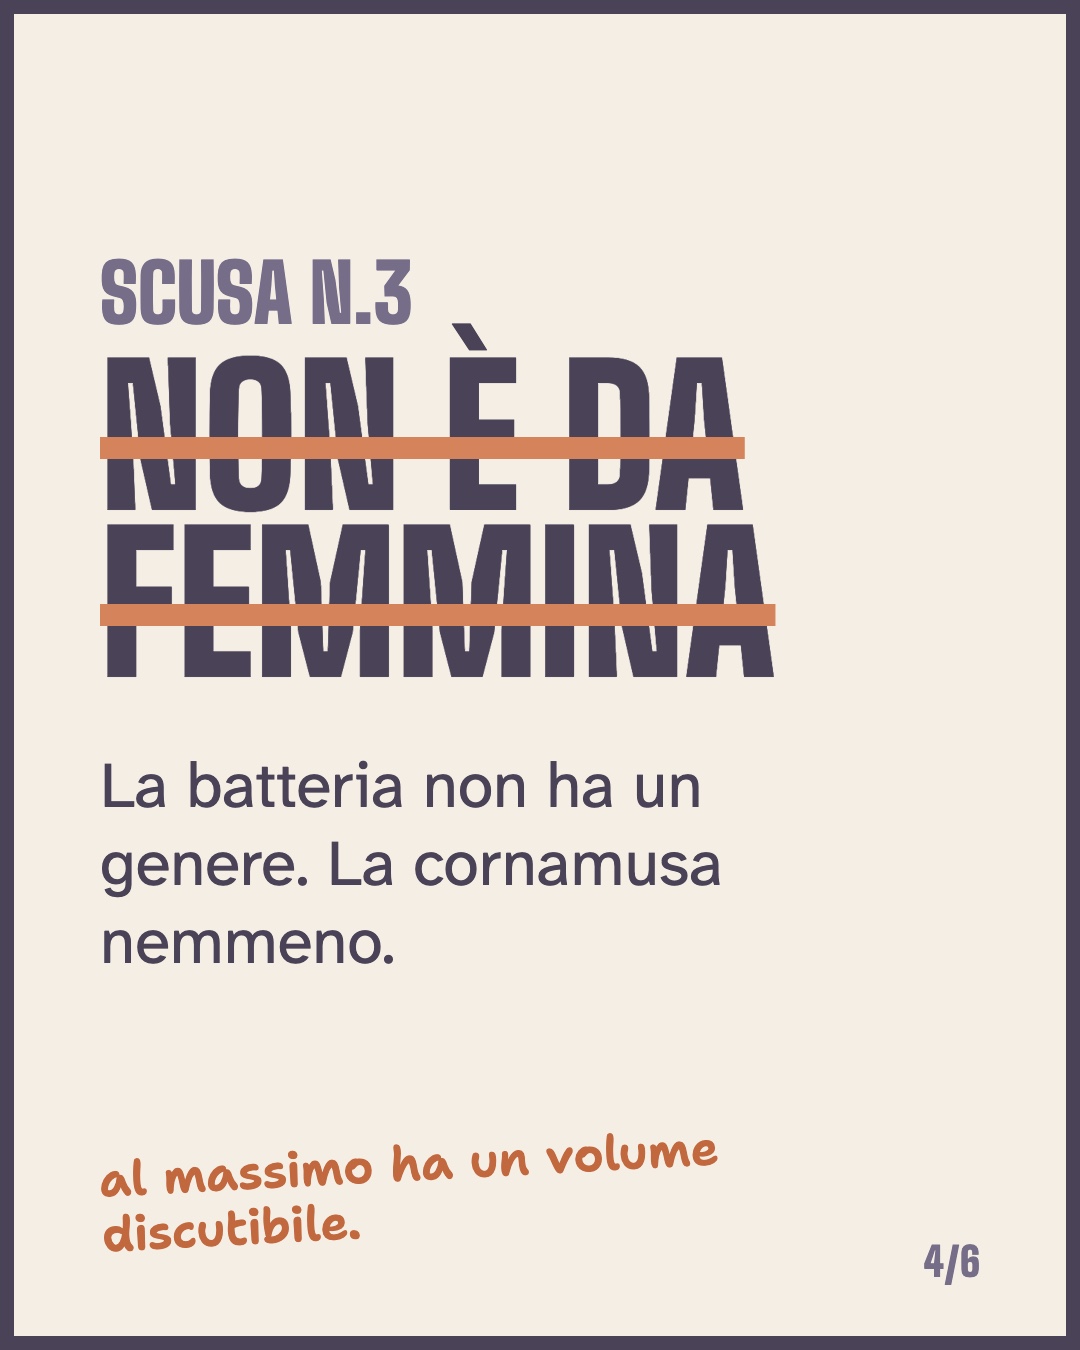 SCUSA N.3
NON È DA
FEMMINA
La batteria non ha un
genere. La cornamusa
nemmeno.
al massimo ha un volume
discutibile.
4/6